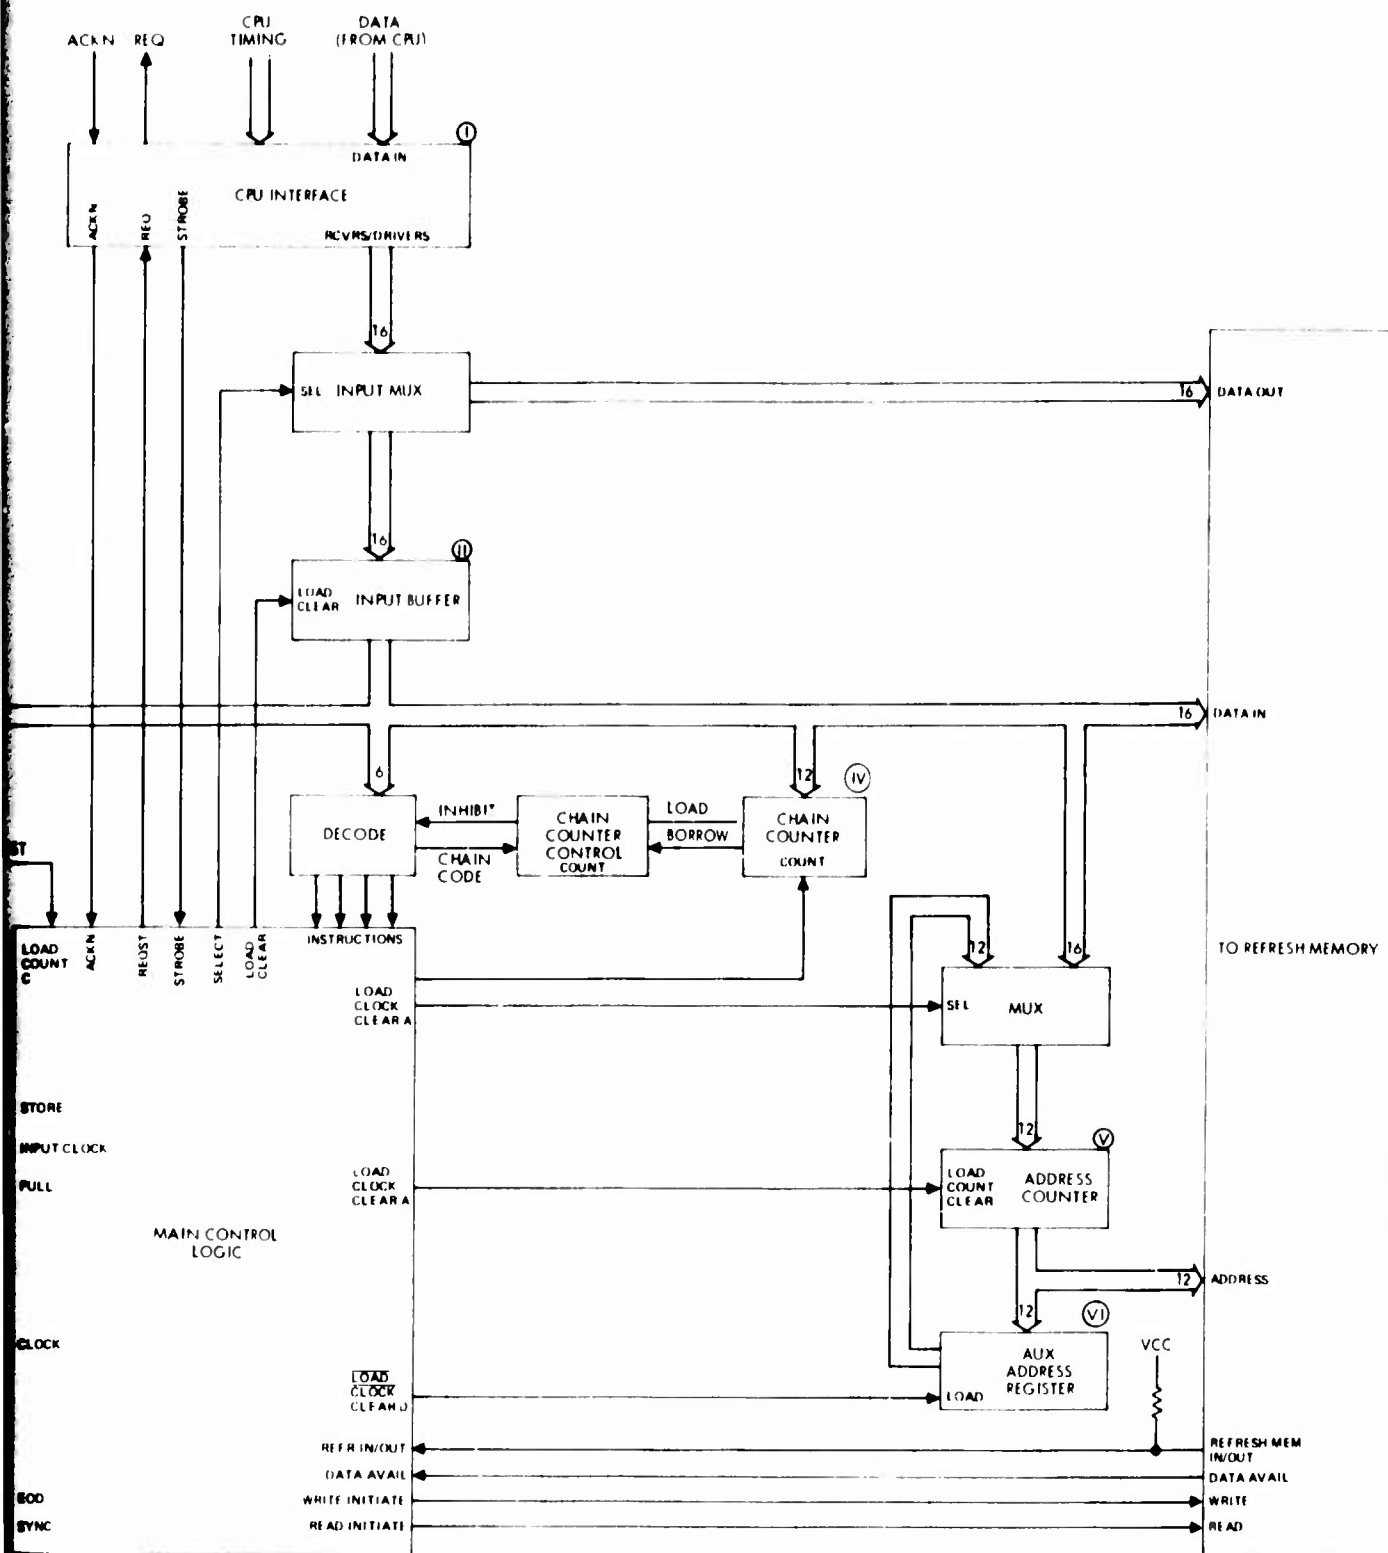 ACKN REQ
CPU
TIMING
DATA
(FROM CPU)
I
DATA IN
CPU INTERFACE
ACKN
REQ
STROBE
RCVRS/DRIVERS
16
SEL INPUT MUX
16 DATA OUT
16
II
LOAD
CLEAR
INPUT BUFFER
16 DATA IN
6
12
IV
DECODE
INHIBIT
CHAIN
CODE
CHAIN
COUNTER
CONTROL
COUNT
LOAD
BORROW
CHAIN
COUNTER
COUNT
ST
LOAD
COUNT
C
ACKN
REQST
STROBE
SELECT
LOAD
CLEAR
INSTRUCTIONS
12
16
TO REFRESH MEMORY
LOAD
CLOCK
CLEAR A
SEL MUX
STORE
INPUT CLOCK
FULL
12
V
LOAD
CLOCK
CLEAR A
LOAD
COUNT
CLEAR
ADDRESS
COUNTER
MAIN CONTROL
LOGIC
12 ADDRESS
12
VI
CLOCK
AUX
ADDRESS
REGISTER
LOAD
VCC
LOAD
CLOCK
CLEAR D
REFR IN/OUT
REFRESH MEM
IN/OUT
DATA AVAIL
DATA AVAIL
EOD
WRITE INITIATE
WRITE
SYNC
READ INITIATE
READ